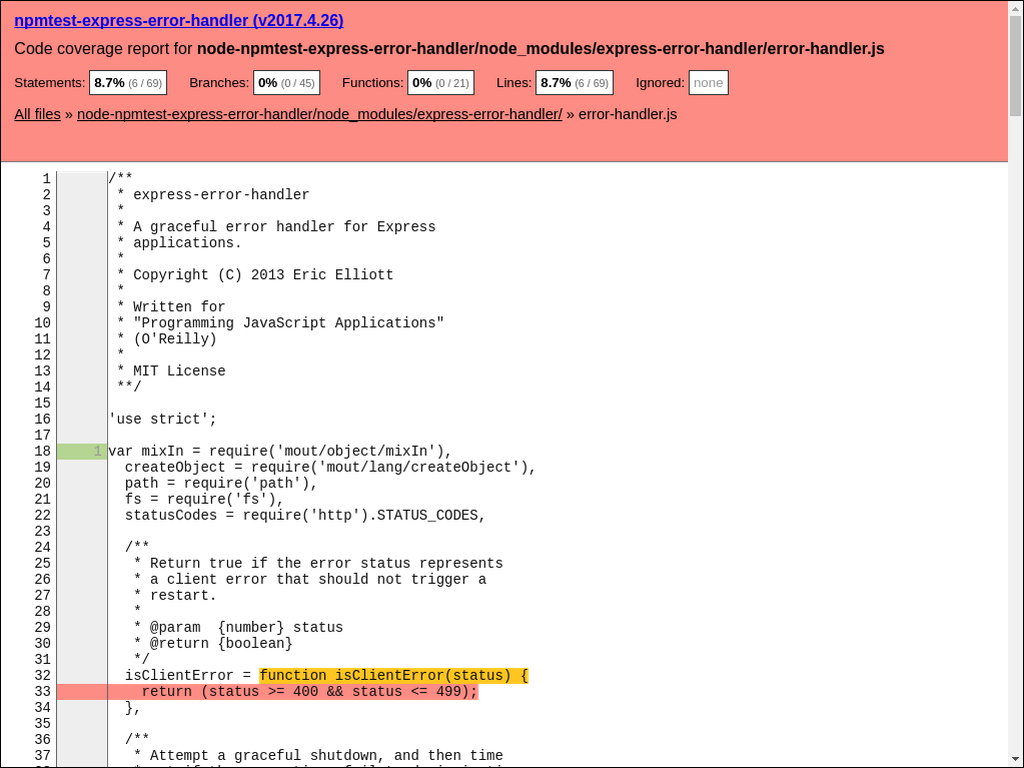 npmtest-express-error-handler (v2017.4.26)
Code coverage report for node-npmtest-express-error-handler/node_modules/express-error-handler/error-handler.js
Statements: 8.7% (6 / 69) Branches: 0% (0 / 45) Functions: 0% (0 / 21) Lines: 8.7% (6 / 69) Ignored: none
All files » node-npmtest-express-error-handler/node_modules/express-error-handler/ » error-handler.js
1 /**
2  * express-error-handler
3  *
4  * A graceful error handler for Express
5  * applications.
6  *
7  * Copyright (C) 2013 Eric Elliott
8  *
9  * Written for
10  * "Programming JavaScript Applications"
11  * (O'Reilly)
12  *
13  * MIT License
14  **/
15
16 'use strict';
17
18 1 var mixIn = require('mout/object/mixIn'),
19   createObject = require('mout/lang/createObject'),
20   path = require('path'),
21   fs = require('fs'),
22   statusCodes = require('http').STATUS_CODES,
23
24   /**
25    * Return true if the error status represents
26    * a client error that should not trigger a
27    * restart.
28    *
29    * @param  {number} status
30    * @return {boolean}
31    */
32   isClientError = function isClientError(status) {
33     return (status >= 400 && status <= 499);
34   },
35
36   /**
37    * Attempt a graceful shutdown, and then time